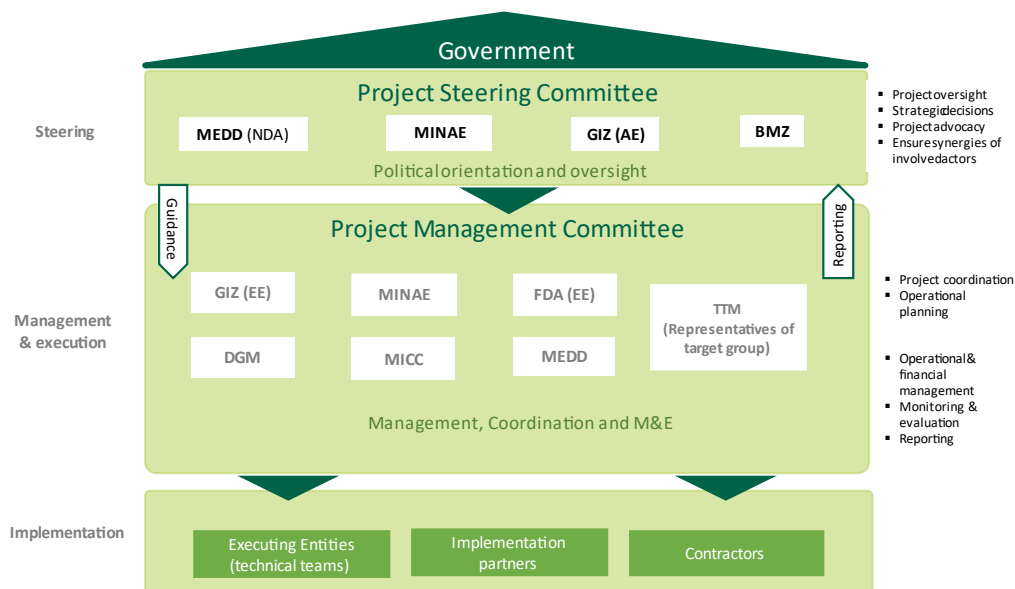 Government
Project Steering Committee
Steering
MEDD (NDA)
MINAE
GIZ (AE)
BMZ
Political orientation and oversight
▪ Project oversight
▪ Strategic decisions
▪ Project advocacy
▪ Ensure synergies of
involved actors
Guidance
Reporting
Project Management Committee
Management
& execution
GIZ (EE)
MINAE
FDA (EE)
TTM
(Representatives of
target group)
DGM
MICC
MEDD
Management, Coordination and M&E
▪ Project coordination
▪ Operational
planning
▪ Operational &
financial
management
▪ Monitoring &
evaluation
▪ Reporting
Implementation
Executing Entities
(technical teams)
Implementation
partners
Contractors